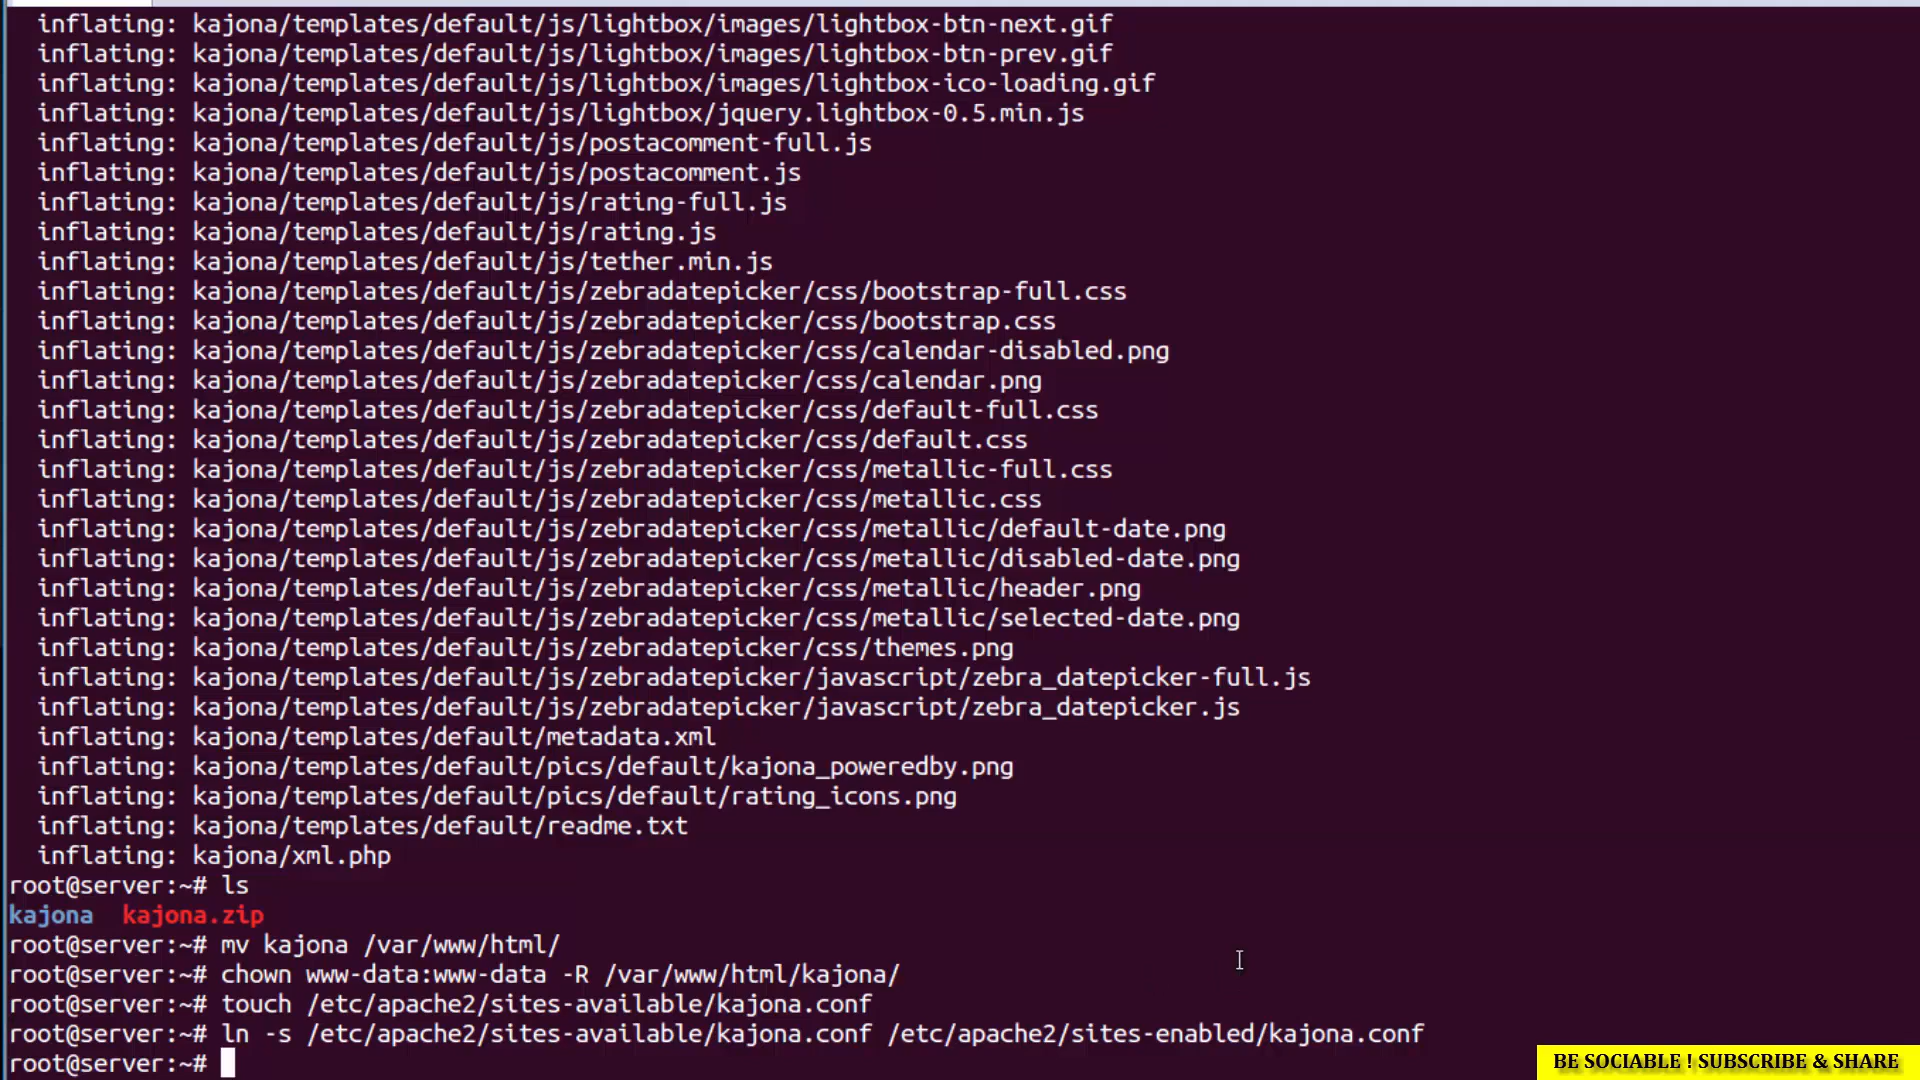 inflating: kajona/templates/default/js/lightbox/images/lightbox-btn-next.gif
inflating: kajona/templates/default/js/lightbox/images/lightbox-btn-prev.gif
inflating: kajona/templates/default/js/lightbox/images/lightbox-ico-loading.gif
inflating: kajona/templates/default/js/lightbox/jquery.lightbox-0.5.min.js
inflating: kajona/templates/default/js/postacomment-full.js
inflating: kajona/templates/default/js/postacomment.js
inflating: kajona/templates/default/js/rating-full.js
inflating: kajona/templates/default/js/rating.js
inflating: kajona/templates/default/js/tether.min.js
inflating: kajona/templates/default/js/zebradatepicker/css/bootstrap-full.css
inflating: kajona/templates/default/js/zebradatepicker/css/bootstrap.css
inflating: kajona/templates/default/js/zebradatepicker/css/calendar-disabled.png
inflating: kajona/templates/default/js/zebradatepicker/css/calendar.png
inflating: kajona/templates/default/js/zebradatepicker/css/default-full.css
inflating: kajona/templates/default/js/zebradatepicker/css/default.css
inflating: kajona/templates/default/js/zebradatepicker/css/metallic-full.css
inflating: kajona/templates/default/js/zebradatepicker/css/metallic.css
inflating: kajona/templates/default/js/zebradatepicker/css/metallic/default-date.png
inflating: kajona/templates/default/js/zebradatepicker/css/metallic/disabled-date.png
inflating: kajona/templates/default/js/zebradatepicker/css/metallic/header.png
inflating: kajona/templates/default/js/zebradatepicker/css/metallic/selected-date.png
inflating: kajona/templates/default/js/zebradatepicker/css/themes.png
inflating: kajona/templates/default/js/zebradatepicker/javascript/zebra_datepicker-full.js
inflating: kajona/templates/default/js/zebradatepicker/javascript/zebra_datepicker.js
inflating: kajona/templates/default/metadata.xml
inflating: kajona/templates/default/pics/default/kajona_poweredby.png
inflating: kajona/templates/default/pics/default/rating_icons.png
inflating: kajona/templates/default/readme.txt
inflating: kajona/xml.php
root@server:~# ls
kajona  kajona.zip
root@server:~# mv kajona /var/www/html/
root@server:~# chown www-data:www-data -R /var/www/html/kajona/
root@server:~# touch /etc/apache2/sites-available/kajona.conf
root@server:~# ln -s /etc/apache2/sites-available/kajona.conf /etc/apache2/sites-enabled/kajona.conf
root@server:~#
BE SOCIABLE ! SUBSCRIBE & SHARE